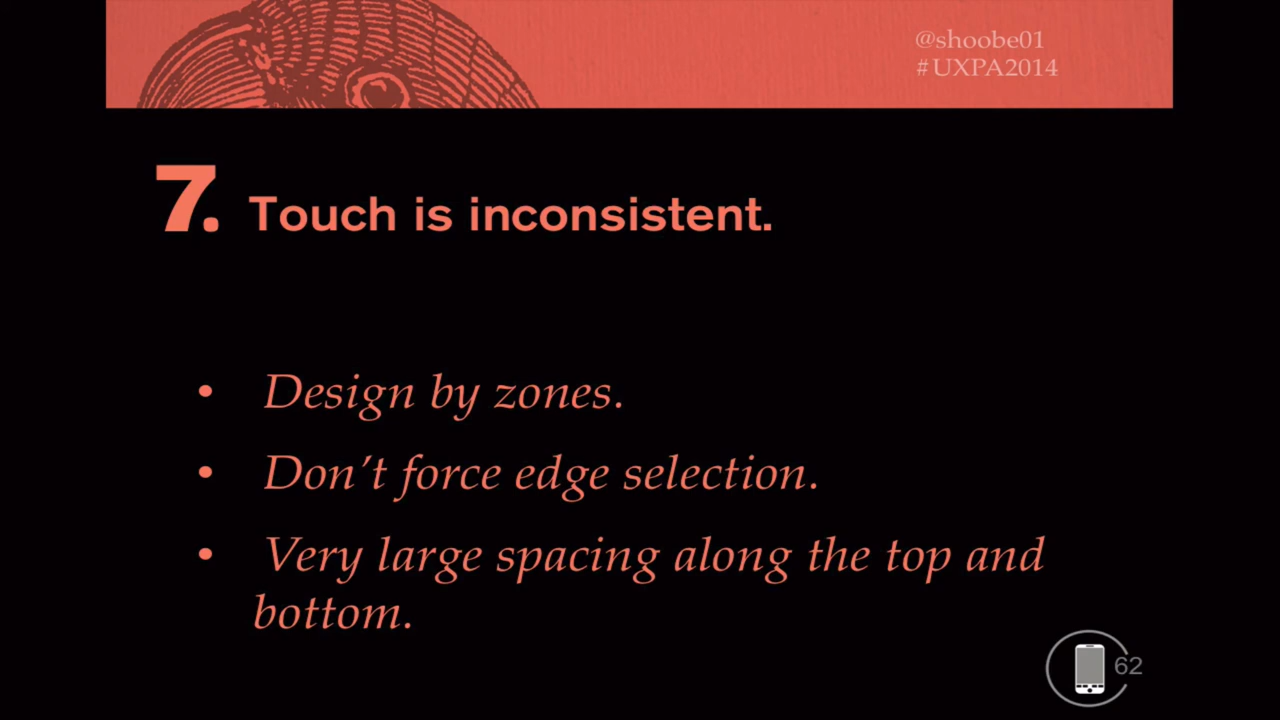 @shoobe01
#UXPA2014
7. Touch is inconsistent.
• Design by zones.
• Don’t force edge selection.
• Very large spacing along the top and
bottom.
62